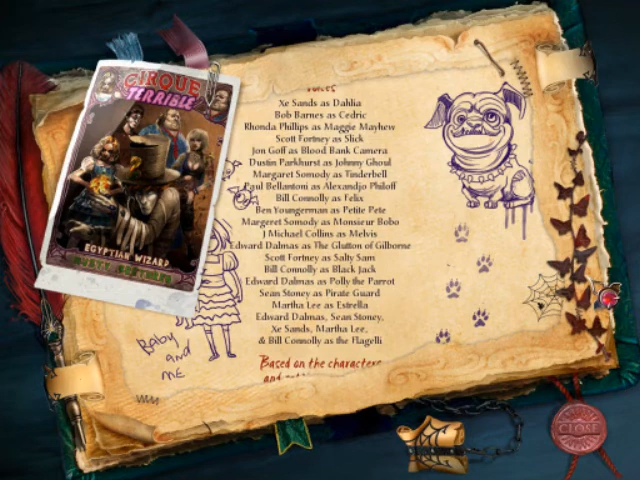 CIRQUE
TERRIBLE
EGYPTIAN WIZARD
Voices
Xe Sands as Dahlia
Bob Barnes as Cedric
Rhonda Phillips as Maggie Mayhew
Scott Fortney as Slick
Jon Goff as Blood Bank Camera
Dustin Parkhurst as Johnny Ghoul
Margaret Somody as Tinderbell
Paul Bellantoni as Alexandjo Philoff
Bill Connolly as Felix
Ben Youngerman as Petite Pete
Margeret Somody as Monsieur Bobo
J Michael Collins as Melvis
Edward Dalmas as The Glutton of Gilborne
Scott Fortney as Salty Sam
Bill Connolly as Black Jack
Edward Dalmas as Polly the Parrot
Sean Stoney as Pirate Guard
Martha Lee as Estrella
Edward Dalmas, Sean Stoney,
Xe Sands, Martha Lee,
& Bill Connolly as the Flagelli
Based on the characters
and
Baby
and
ME
CLOSE